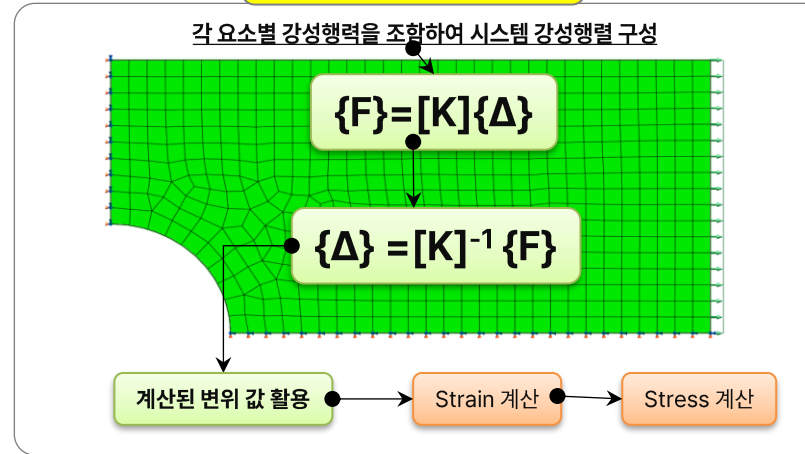 각 요소별 강성행력을 조합하여 시스템 강성행렬 구성
{F}=[K]{Δ}
{Δ} =[K]⁻¹ {F}
계산된 변위 값 활용
Strain 계산
Stress 계산